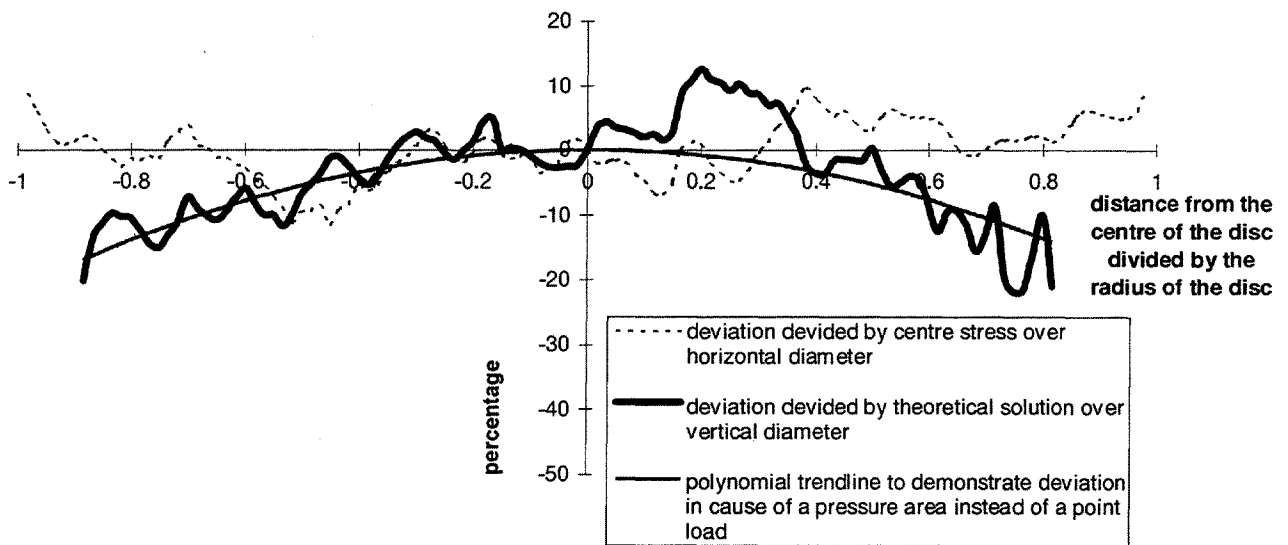 20
10
0
-1
-0.8
-0.6
-0.4
-0.2
0
0.2
0.4
0.6
0.8
1
-10
-20
-30
-40
-50
percentage
distance from the
centre of the disc
divided by the
radius of the disc
deviation devided by centre stress over
horizontal diameter
deviation devided by theoretical solution over
vertical diameter
polynomial trendline to demonstrate deviation
in cause of a pressure area instead of a point
load